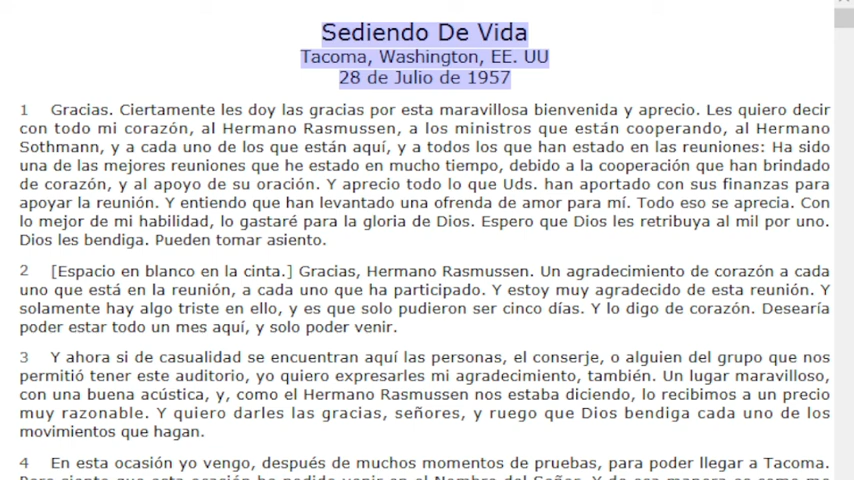 Sediendo De Vida
Tacoma, Washington, EE. UU
28 de Julio de 1957
1 Gracias. Ciertamente les doy las gracias por esta maravillosa bienvenida y aprecio. Les quiero decir
con todo mi corazón, al Hermano Rasmussen, a los ministros que están cooperando, al Hermano
Sothmann, y a cada uno de los que están aquí, y a todos los que han estado en las reuniones: Ha sido
una de las mejores reuniones que he estado en mucho tiempo, debido a la cooperación que han brindado
de corazón, y al apoyo de su oración. Y aprecio todo lo que Uds. han aportado con sus finanzas para
apoyar la reunión. Y entiendo que han levantado una ofrenda de amor para mí. Todo eso se aprecia. Con
lo mejor de mi habilidad, lo gastaré para la gloria de Dios. Espero que Dios les retribuya al mil por uno.
Dios les bendiga. Pueden tomar asiento.
2 [Espacio en blanco en la cinta.] Gracias, Hermano Rasmussen. Un agradecimiento de corazón a cada
uno que está en la reunión, a cada uno que ha participado. Y estoy muy agradecido de esta reunión. Y
solamente hay algo triste en ello, y es que solo pudieron ser cinco días. Y lo digo de corazón. Desearía
poder estar todo un mes aquí, y solo poder venir.
3 Y ahora si de casualidad se encuentran aquí las personas, el conserje, o alguien del grupo que nos
permitió tener este auditorio, yo quiero expresarles mi agradecimiento, también. Un lugar maravilloso,
con una buena acústica, y, como el Hermano Rasmussen nos estaba diciendo, lo recibimos a un precio
muy razonable. Y quiero darles las gracias, señores, y ruego que Dios bendiga cada uno de los
movimientos que hagan.
4 En esta ocasión yo vengo, después de muchos momentos de pruebas, para poder llegar a Tacoma.